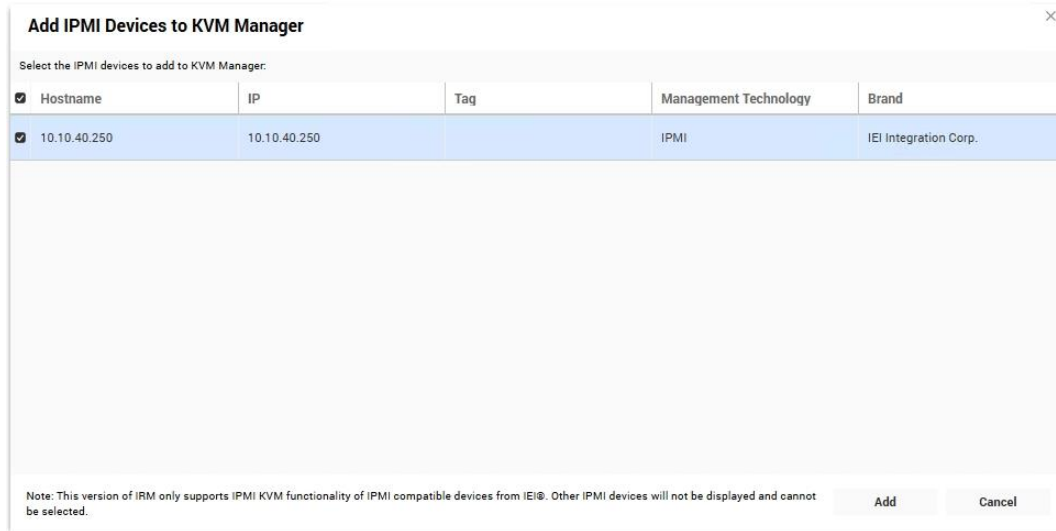 Add IPMI Devices to KVM Manager
Select the IPMI devices to add to KVM Manager:
Hostname IP Tag Management Technology Brand
10.10.40.250 10.10.40.250 IPMI IEI Integration Corp.
Note: This version of IRM only supports IPMI KVM functionality of IPMI compatible devices from IEI®. Other IPMI devices will not be displayed and cannot
be selected.
Add Cancel